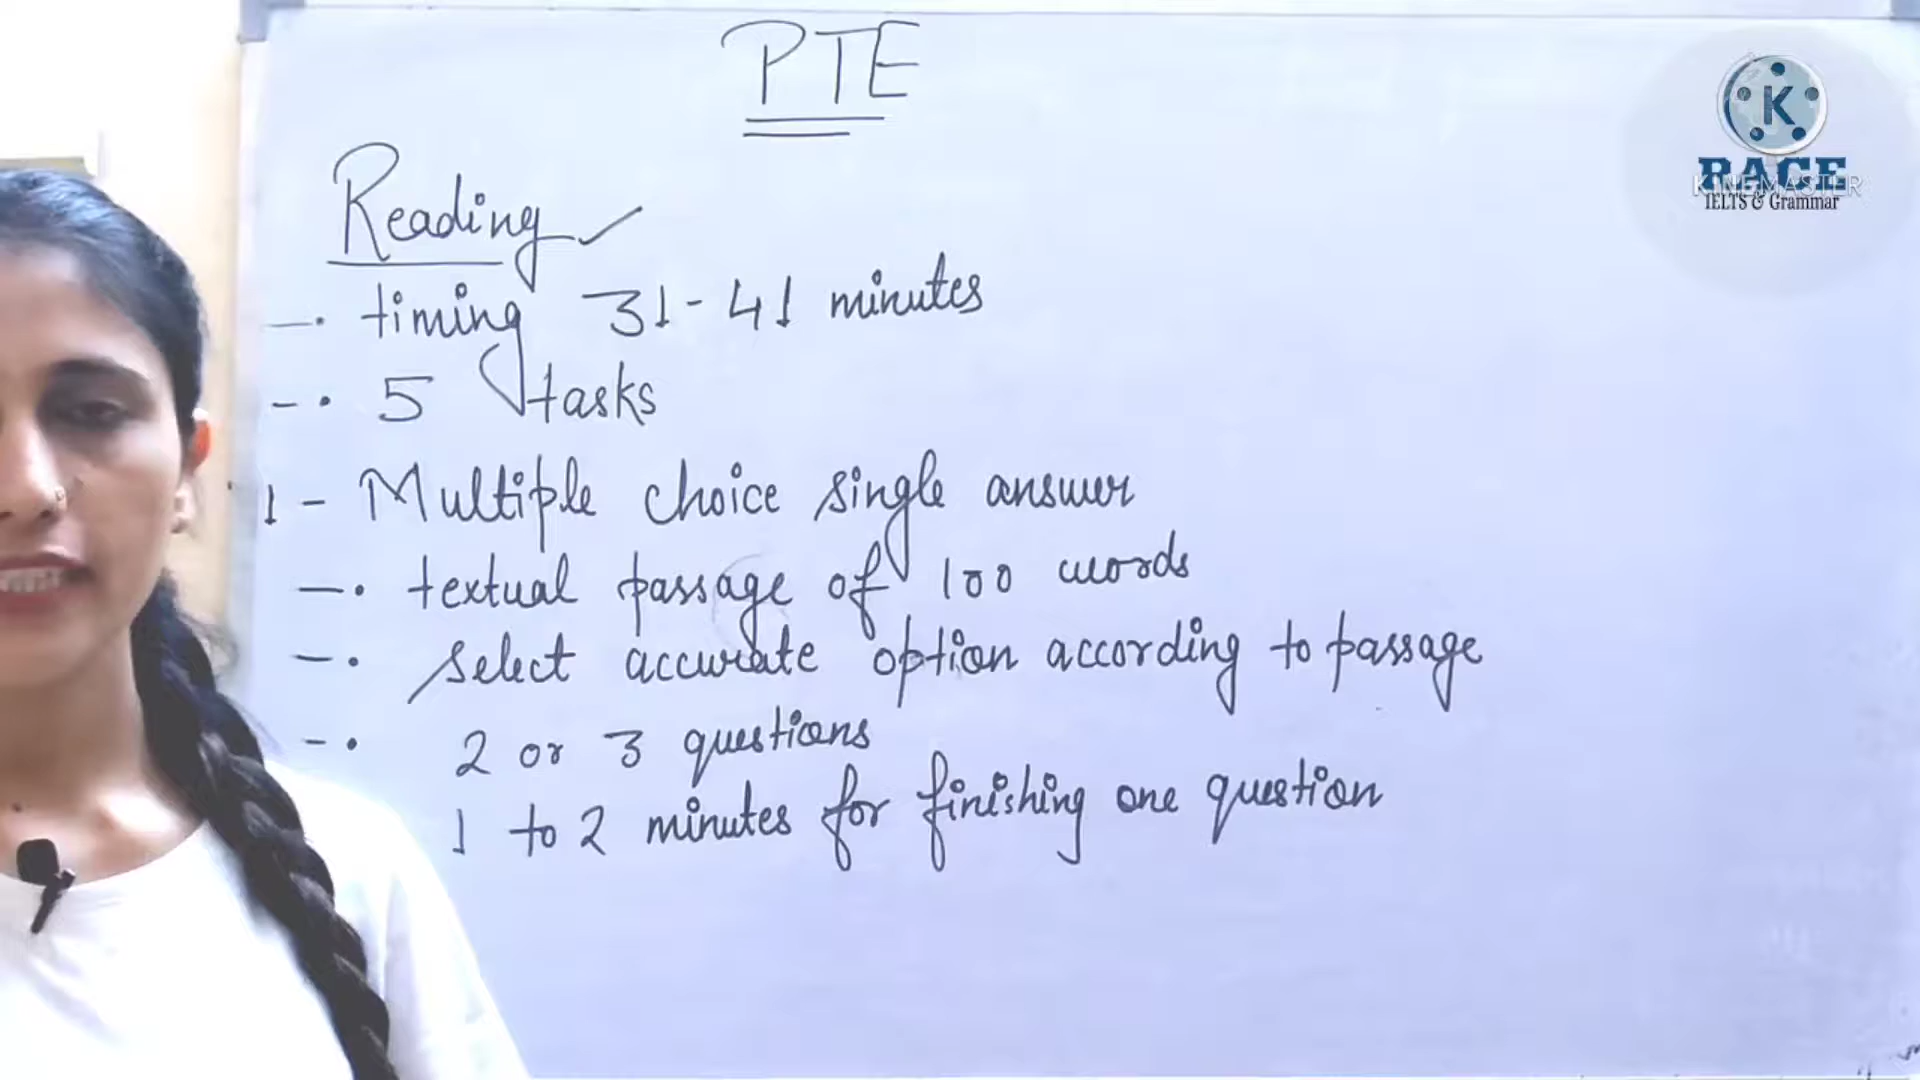 PTE
K
RACE
KINEMASTER
IELTS & Grammar
Reading
timing 31-41 minutes
5 tasks
1 - Multiple choice single answer
textual passage of 100 words
select accurate option according to passage
2 or 3 questions
1 to 2 minutes for finishing one question